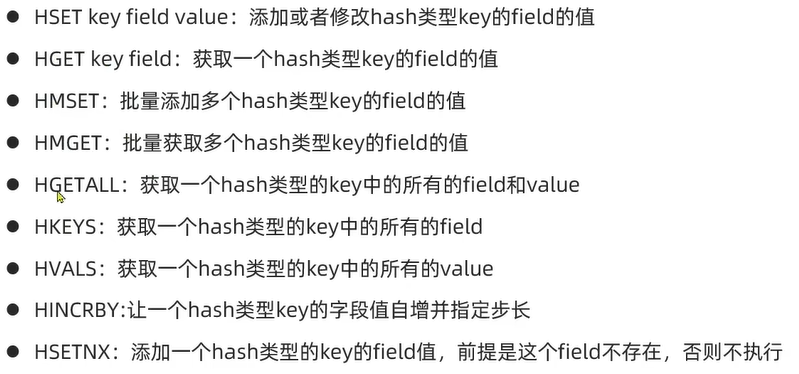 ● HSET key field value：添加或者修改hash类型key的field的值
● HGET key field：获取一个hash类型key的field的值
● HMSET：批量添加多个hash类型key的field的值
● HMGET：批量获取多个hash类型key的field的值
● HGETALL：获取一个hash类型的key中的所有的field和value
● HKEYS：获取一个hash类型的key中的所有的field
● HVALS：获取一个hash类型的key中的所有的value
● HINCRBY:让一个hash类型key的字段值自增并指定步长
● HSETNX：添加一个hash类型的key的field值，前提是这个field不存在，否则不执行